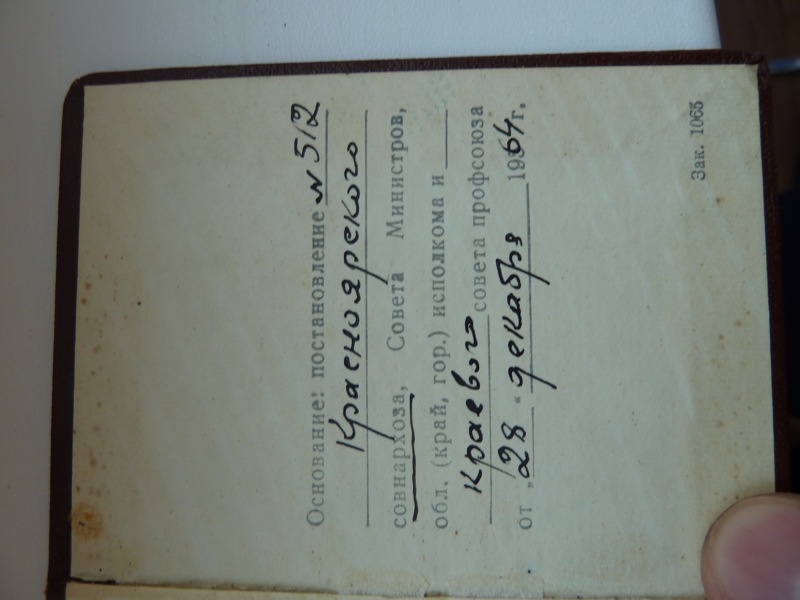 Основание: постановление № 512
Красноярского
совнархоза, Совета Министров,
обл. (край, гор.) исполкома и
Краевого совета профсоюза
от „28 “ декабря 1964 г.
Зак. 1065